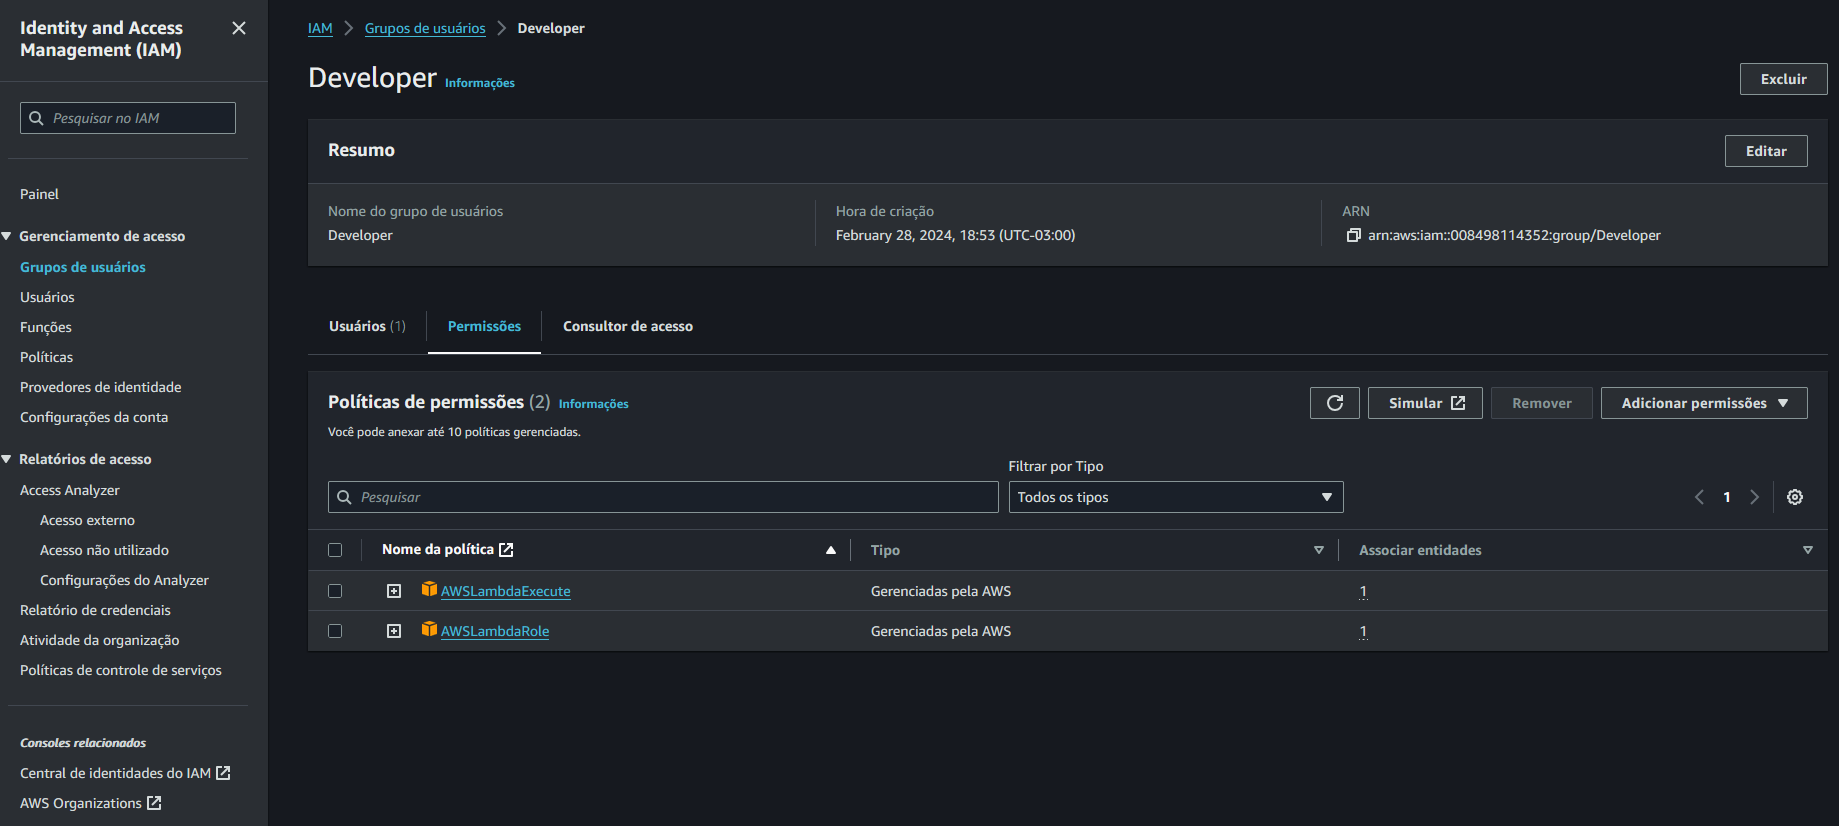 Identity and Access
Management (IAM)
Pesquisar no IAM
Painel
Gerenciamento de acesso
Grupos de usuários
Usuários
Funções
Políticas
Provedores de identidade
Configurações da conta
Relatórios de acesso
Access Analyzer
Acesso externo
Acesso não utilizado
Configurações do Analyzer
Relatório de credenciais
Atividade da organização
Políticas de controle de serviços
Consoles relacionados
Central de identidades do IAM
AWS Organizations
IAM Grupos de usuários Developer
Developer Informações
Excluir
Resumo
Editar
Nome do grupo de usuários
Developer
Hora de criação
February 28, 2024, 18:53 (UTC-03:00)
ARN
arn:aws:iam::008498114352:group/Developer
Usuários (1) Permissões Consultor de acesso
Políticas de permissões (2) Informações
Você pode anexar até 10 políticas gerenciadas.
Simular Remover Adicionar permissões
Filtrar por Tipo
Pesquisar Todos os tipos 1
Nome da política Tipo Associar entidades
AWSLambdaExecute Gerenciadas pela AWS 1
AWSLambdaRole Gerenciadas pela AWS 1